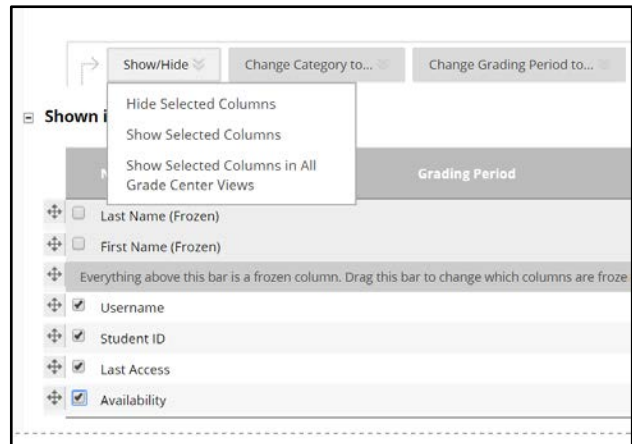 Show/Hide Change Category to... Change Grading Period to...
Hide Selected Columns
Shown i
Show Selected Columns
Show Selected Columns in All
Grade Center Views
N Grading Period
Last Name (Frozen)
First Name (Frozen)
Everything above this bar is a frozen column. Drag this bar to change which columns are froze
Username
Student ID
Last Access
Availability